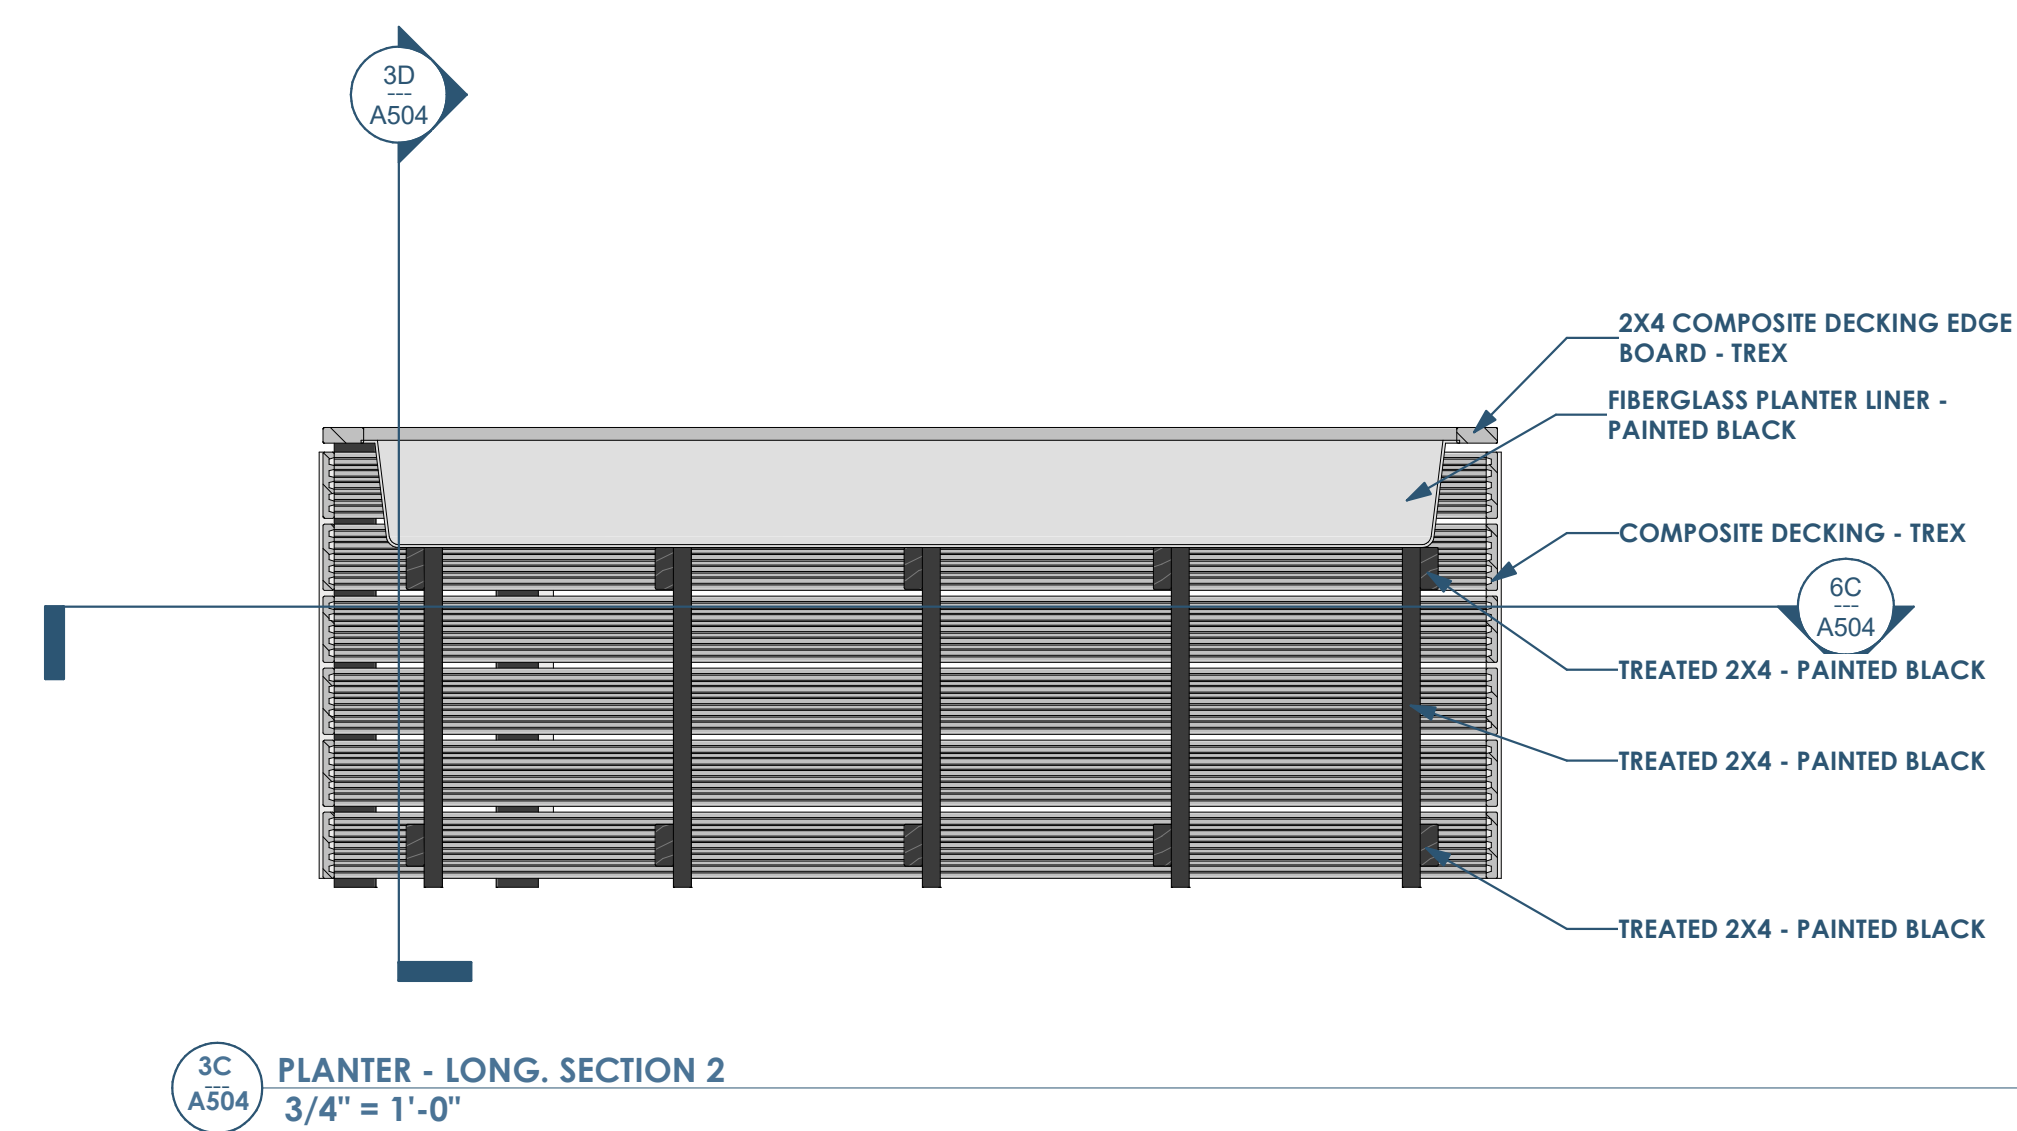 3D
---
A504
2X4 COMPOSITE DECKING EDGE
BOARD - TREX
FIBERGLASS PLANTER LINER -
PAINTED BLACK
COMPOSITE DECKING - TREX
6C
---
A504
TREATED 2X4 - PAINTED BLACK
TREATED 2X4 - PAINTED BLACK
TREATED 2X4 - PAINTED BLACK
3C
---
A504
PLANTER - LONG. SECTION 2
3/4" = 1'-0"